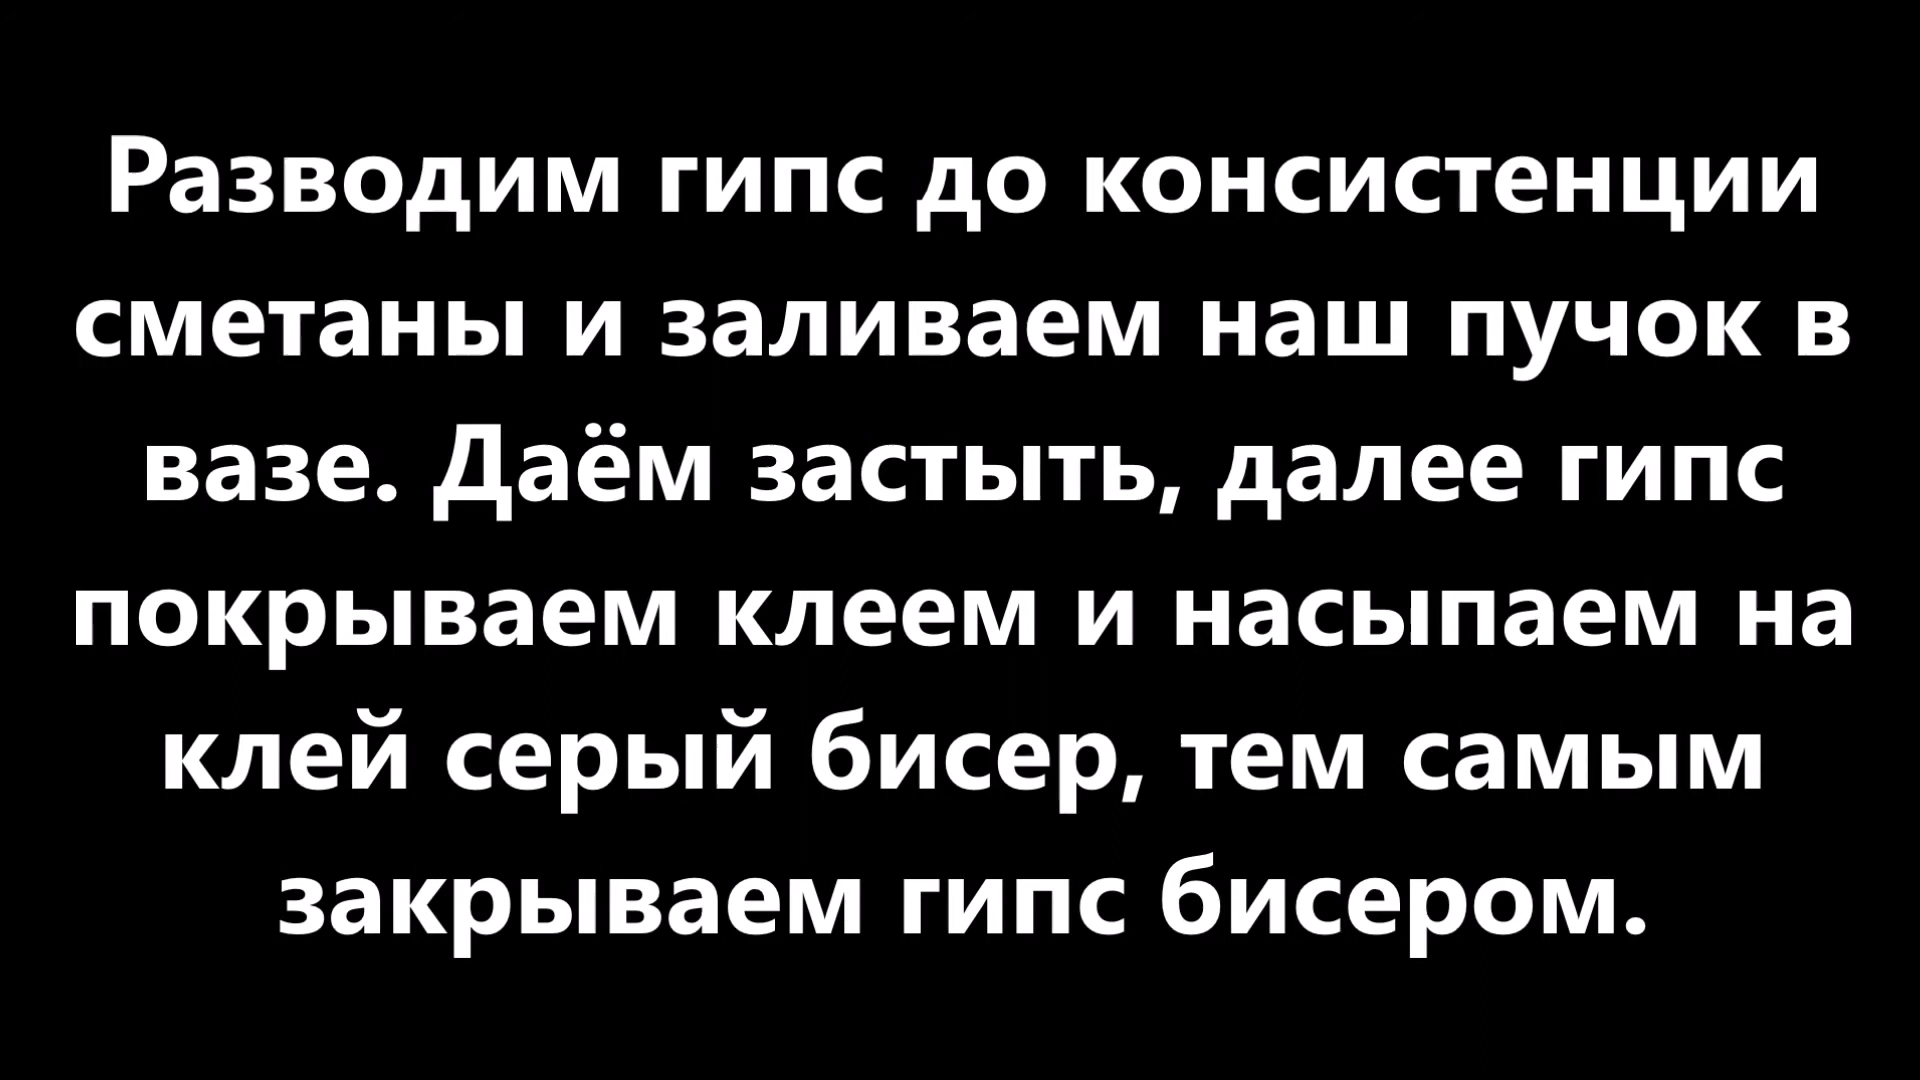 Разводим гипс до консистенции
сметаны и заливаем наш пучок в
вазе. Даём застыть, далее гипс
покрываем клеем и насыпаем на
клей серый бисер, тем самым
закрываем гипс бисером.